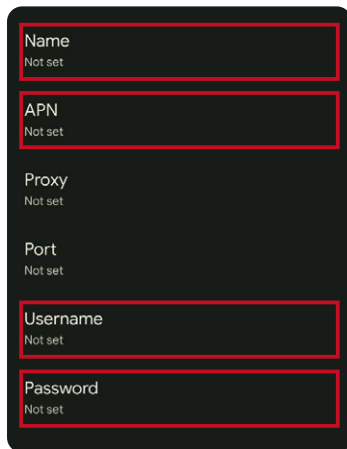 Name
Not set
APN
Not set
Proxy
Not set
Port
Not set
Username
Not set
Password
Not set